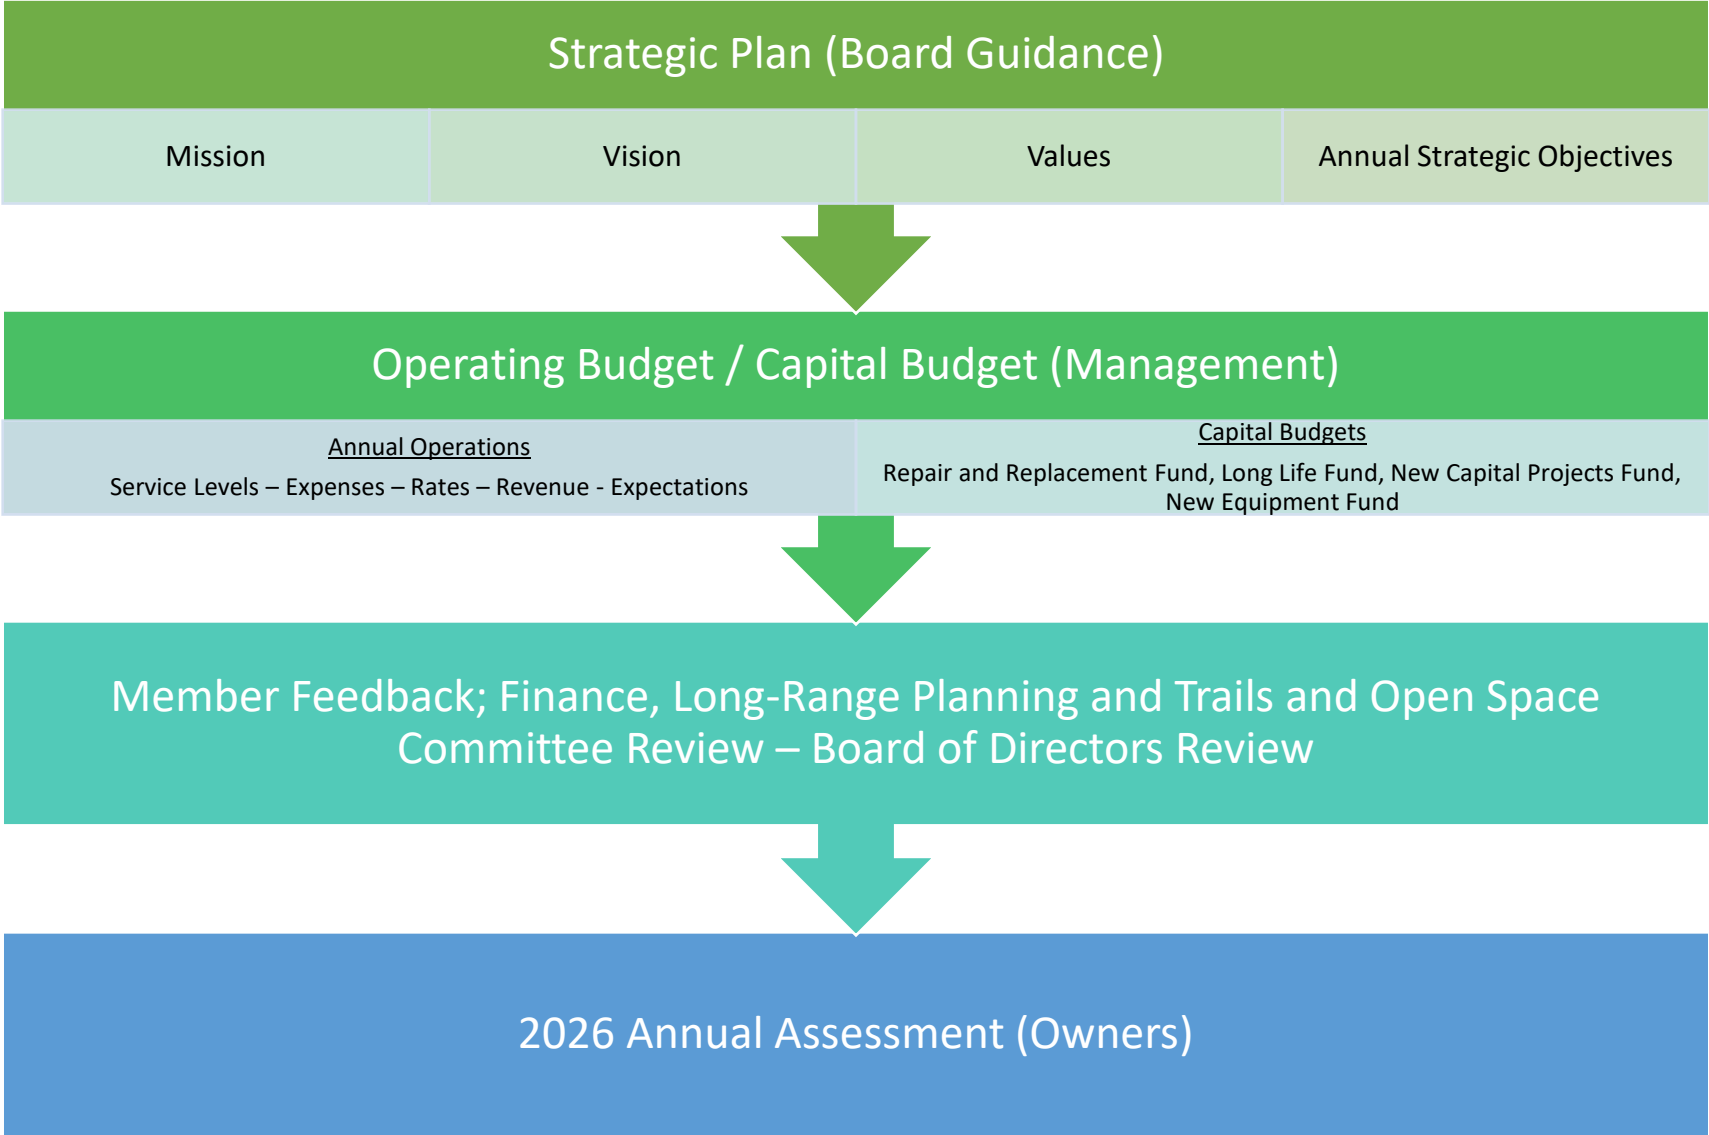 Strategic Plan (Board Guidance)
Mission
Vision
Values
Annual Strategic Objectives
Operating Budget / Capital Budget (Management)
Annual Operations
Service Levels – Expenses – Rates – Revenue - Expectations
Capital Budgets
Repair and Replacement Fund, Long Life Fund, New Capital Projects Fund,
New Equipment Fund
Member Feedback; Finance, Long-Range Planning and Trails and Open Space
Committee Review – Board of Directors Review
2026 Annual Assessment (Owners)